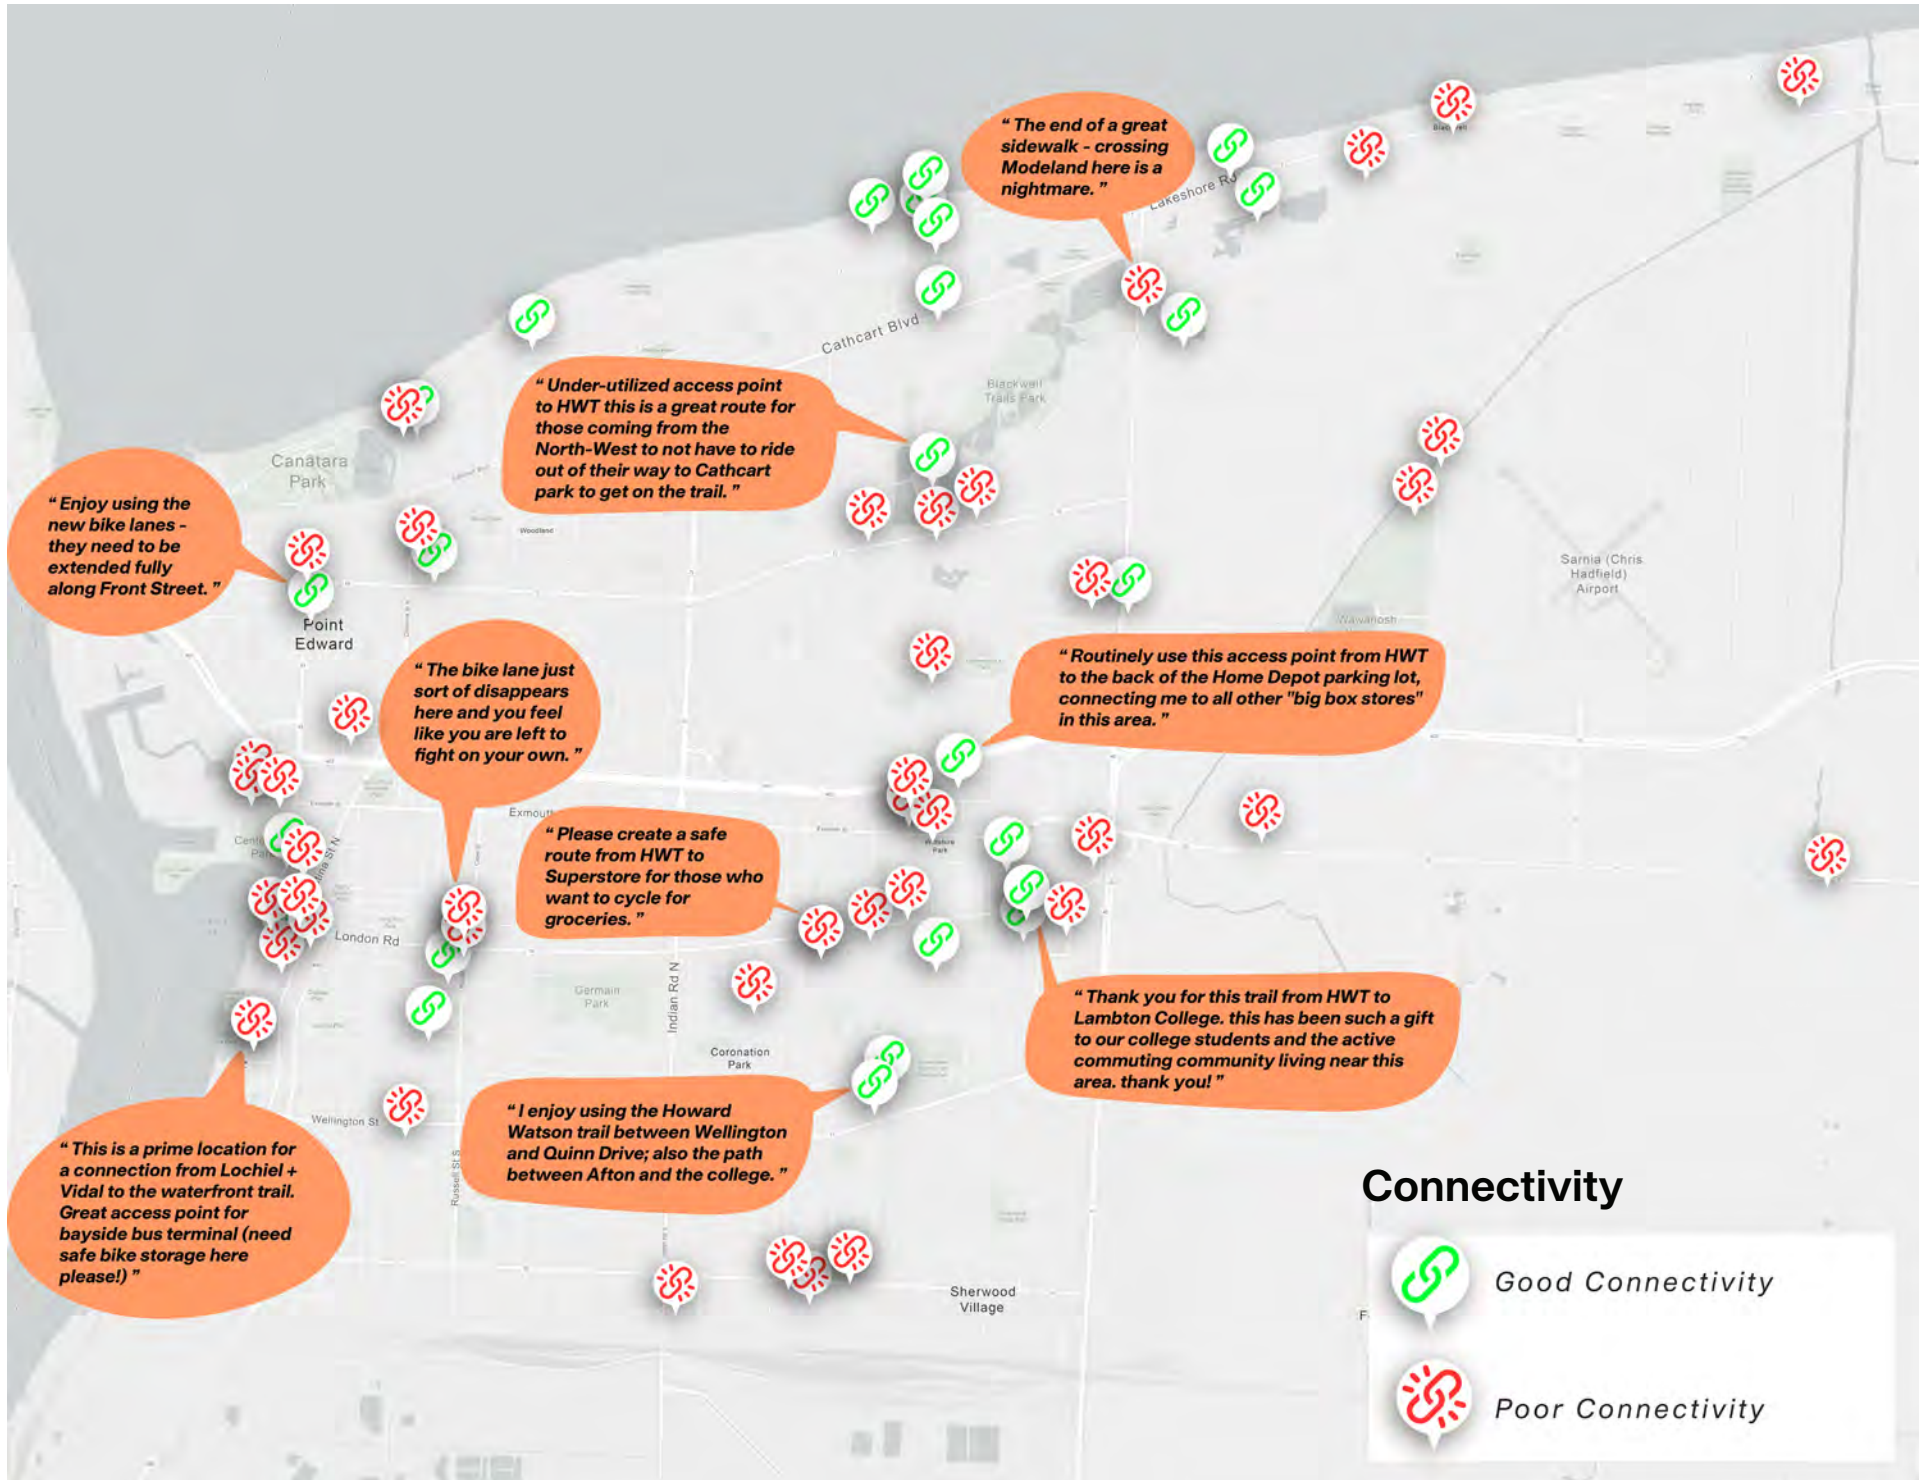 “ The end of a great
sidewalk - crossing
Modeland here is a
nightmare. ”
Lakeshore Rd
Cathcart Blvd
“ Under-utilized access point
to HWT this is a great route for
those coming from the
North-West to not have to ride
out of their way to Cathcart
park to get on the trail. ”
Blackwell
Trails Park
Canatara
Park
“ Enjoy using the
new bike lanes -
they need to be
extended fully
along Front Street. ”
Woodland
Sarnia (Chris
Hadfield)
Airport
Point
Edward
Wawanosh
“ The bike lane just
sort of disappears
here and you feel
like you are left to
fight on your own. ”
“ Routinely use this access point from HWT
to the back of the Home Depot parking lot,
connecting me to all other "big box stores"
in this area. ”
Exmouth
“ Please create a safe
route from HWT to
Superstore for those who
want to cycle for
groceries. ”
London Rd
Germain
Park
Indian Rd N
“ Thank you for this trail from HWT to
Lambton College. this has been such a gift
to our college students and the active
commuting community living near this
area. thank you! ”
Coronation
Park
Wellington St
“ I enjoy using the Howard
Watson trail between Wellington
and Quinn Drive; also the path
between Afton and the college. ”
Russell St S
“ This is a prime location for
a connection from Lochiel +
Vidal to the waterfront trail.
Great access point for
bayside bus terminal (need
safe bike storage here
please!) ”
Sherwood
Village
Connectivity
Good Connectivity
Poor Connectivity